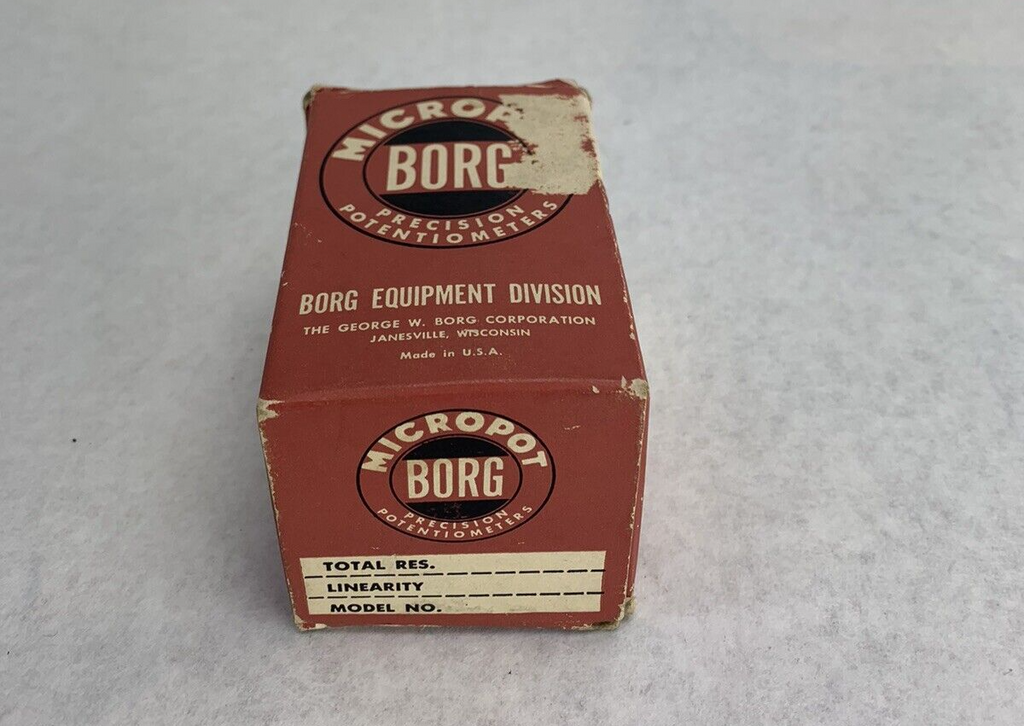 MICROP
BORG
PRECISION
POTENTIOMETERS
BORG EQUIPMENT DIVISION
THE GEORGE W. BORG CORPORATION
JANESVILLE, WISCONSIN
Made in U.S.A.
MICROPOT
BORG
PRECISION
POTENTIOMETERS
TOTAL RES.
LINEARITY
MODEL NO.